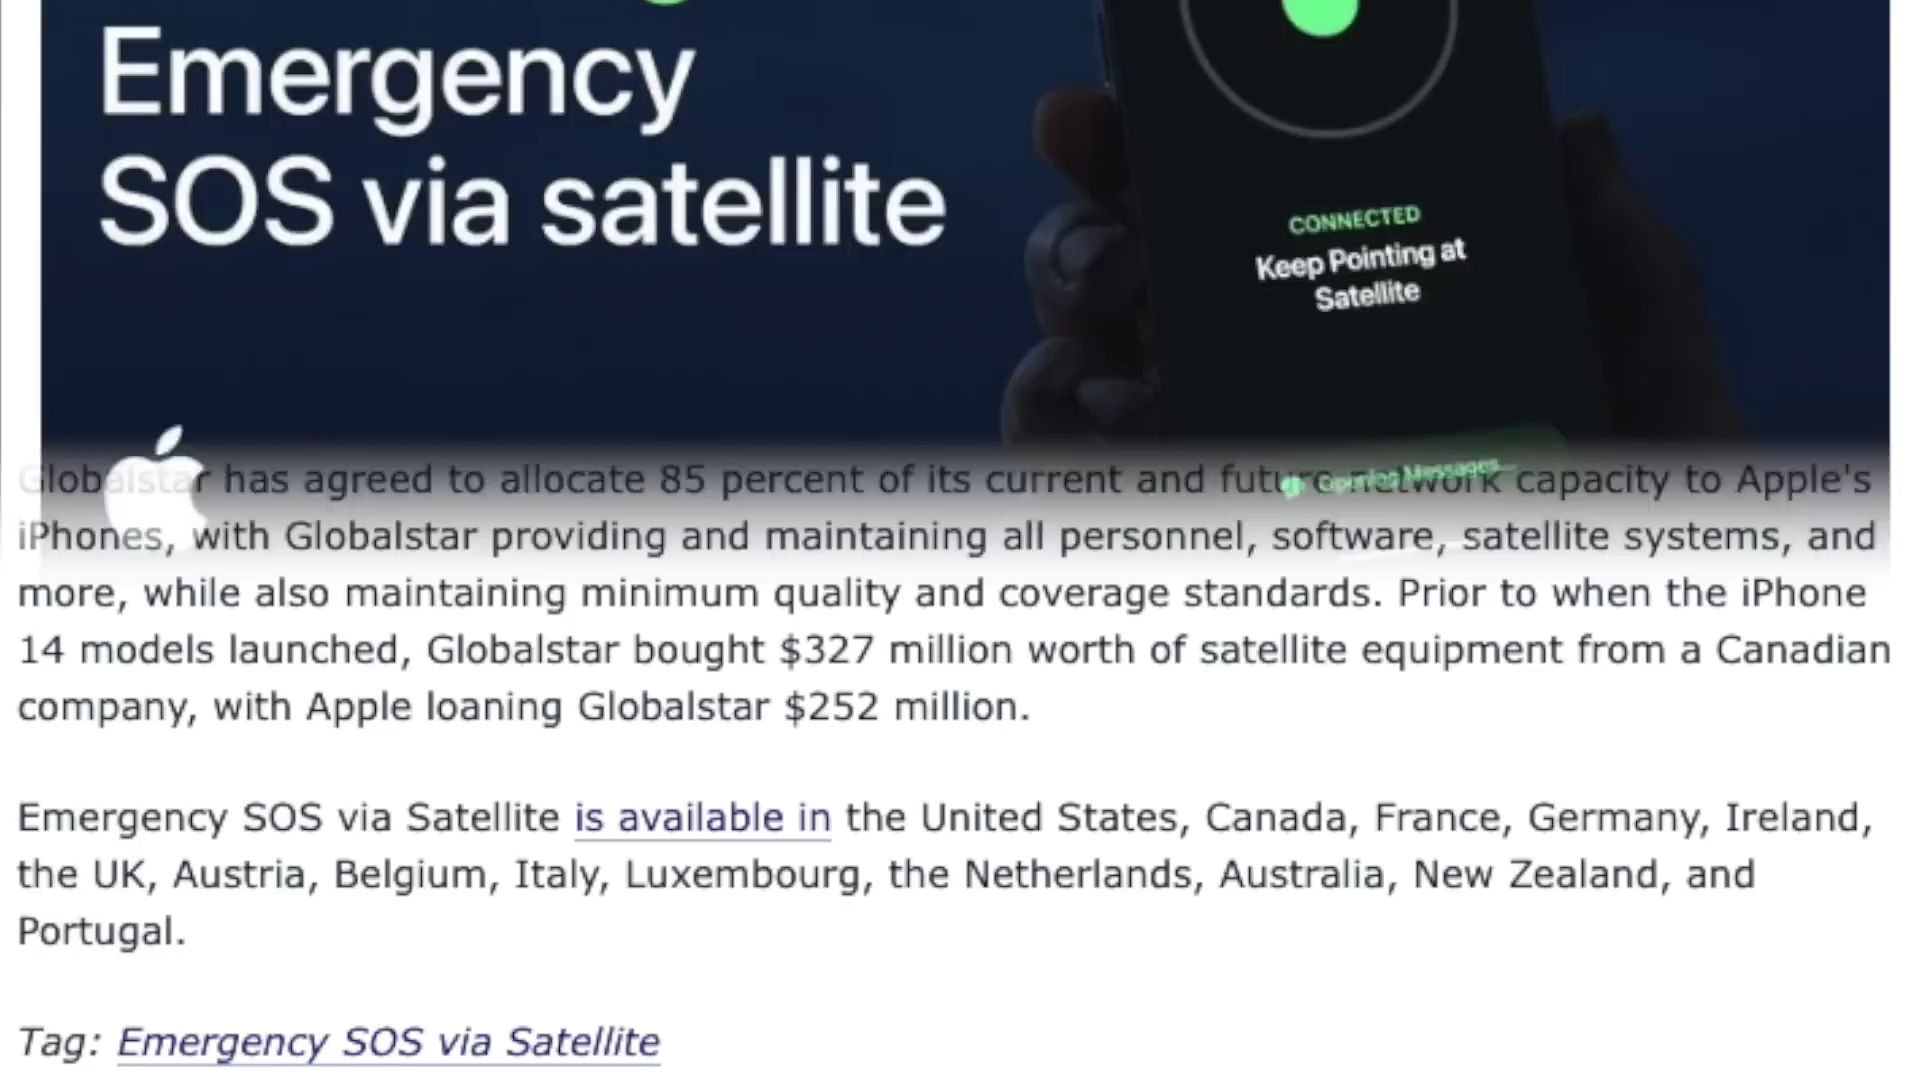 Emergency
SOS via satellite
CONNECTED
Keep Pointing at
Satellite
Opening Messages...
Globalstar has agreed to allocate 85 percent of its current and future network capacity to Apple's
iPhones, with Globalstar providing and maintaining all personnel, software, satellite systems, and
more, while also maintaining minimum quality and coverage standards. Prior to when the iPhone
14 models launched, Globalstar bought $327 million worth of satellite equipment from a Canadian
company, with Apple loaning Globalstar $252 million.
Emergency SOS via Satellite is available in the United States, Canada, France, Germany, Ireland,
the UK, Austria, Belgium, Italy, Luxembourg, the Netherlands, Australia, New Zealand, and
Portugal.
Tag: Emergency SOS via Satellite